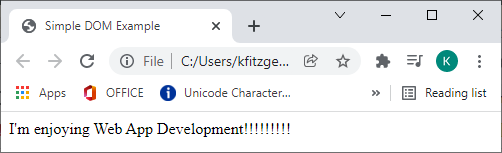 Simple DOM Example
File | C:/Users/kfitzge... K
Apps OFFICE Unicode Character... » Reading list
I'm enjoying Web App Development!!!!!!!!!